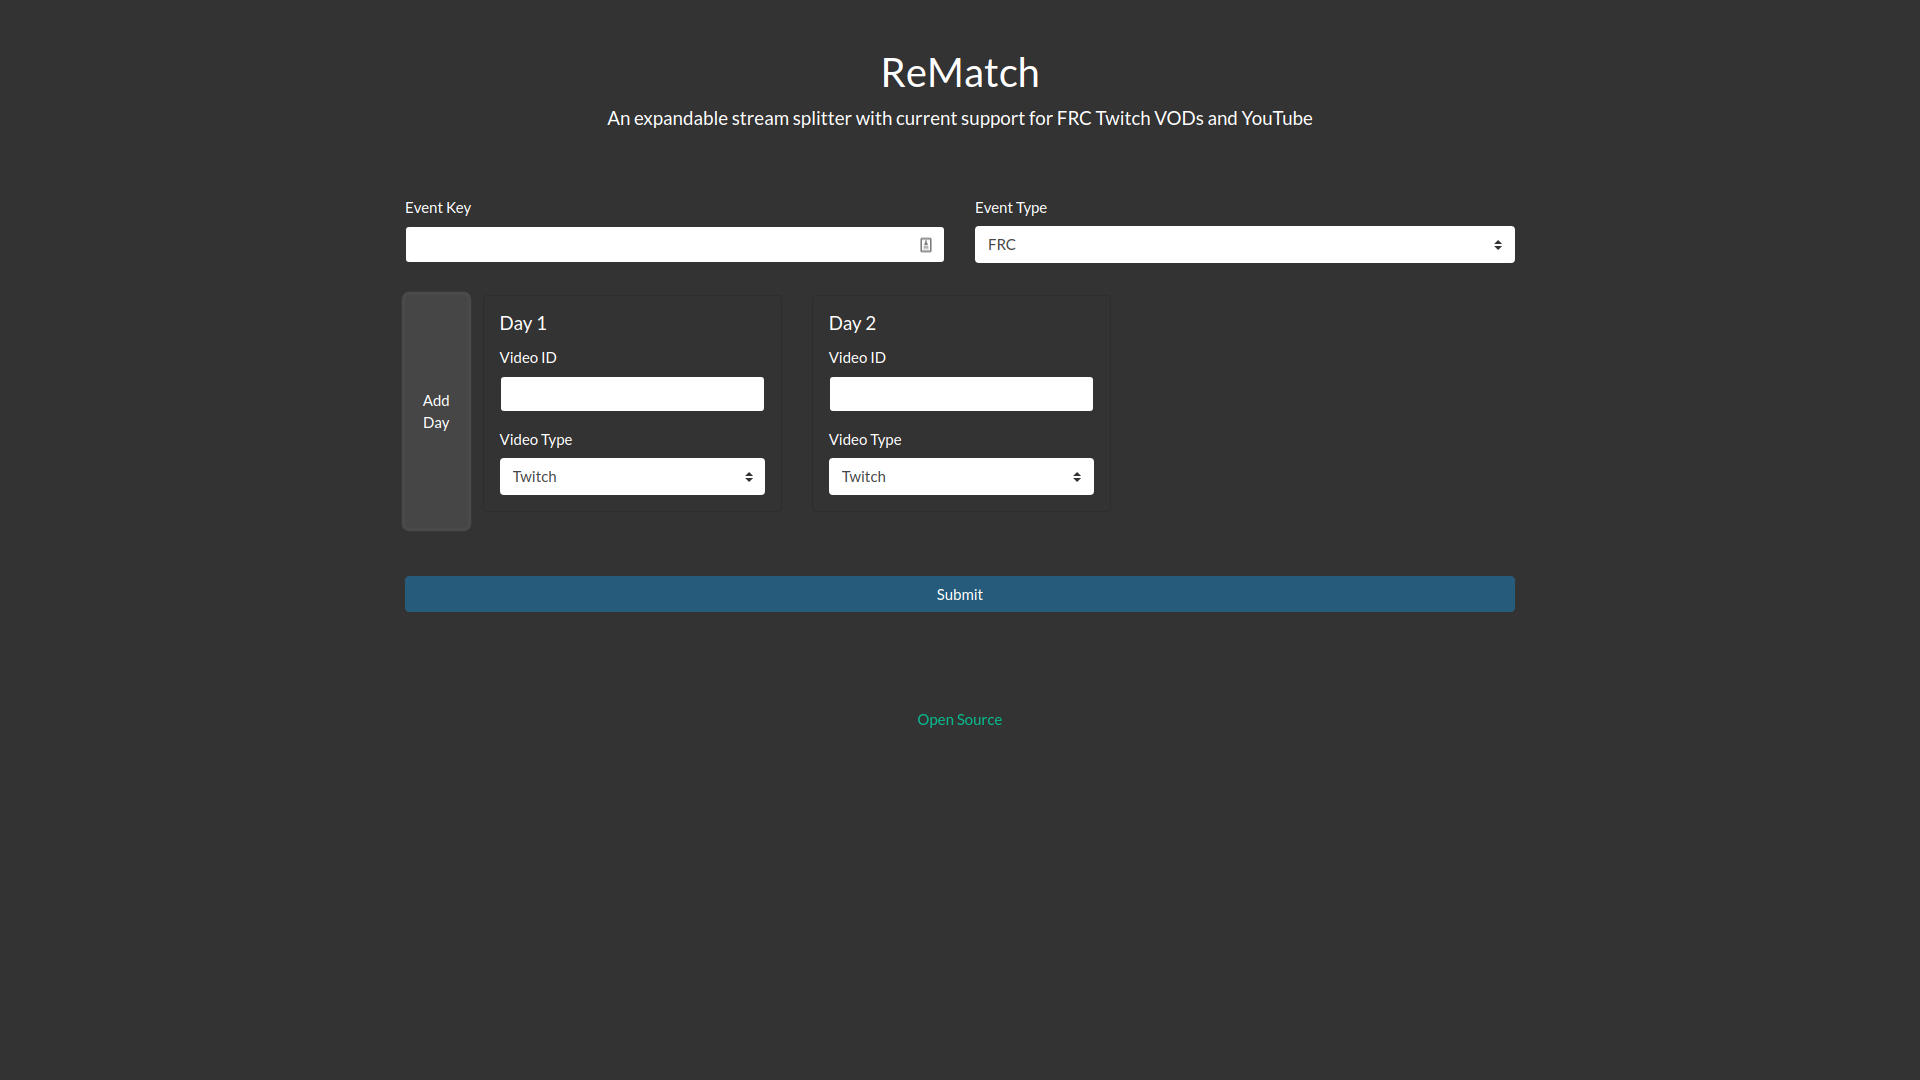 ReMatch
An expandable stream splitter with current support for FRC Twitch VODs and YouTube
Event Key
Event Type
FRC
Add
Day
Day 1
Video ID
Video Type
Twitch
Day 2
Video ID
Video Type
Twitch
Submit
Open Source